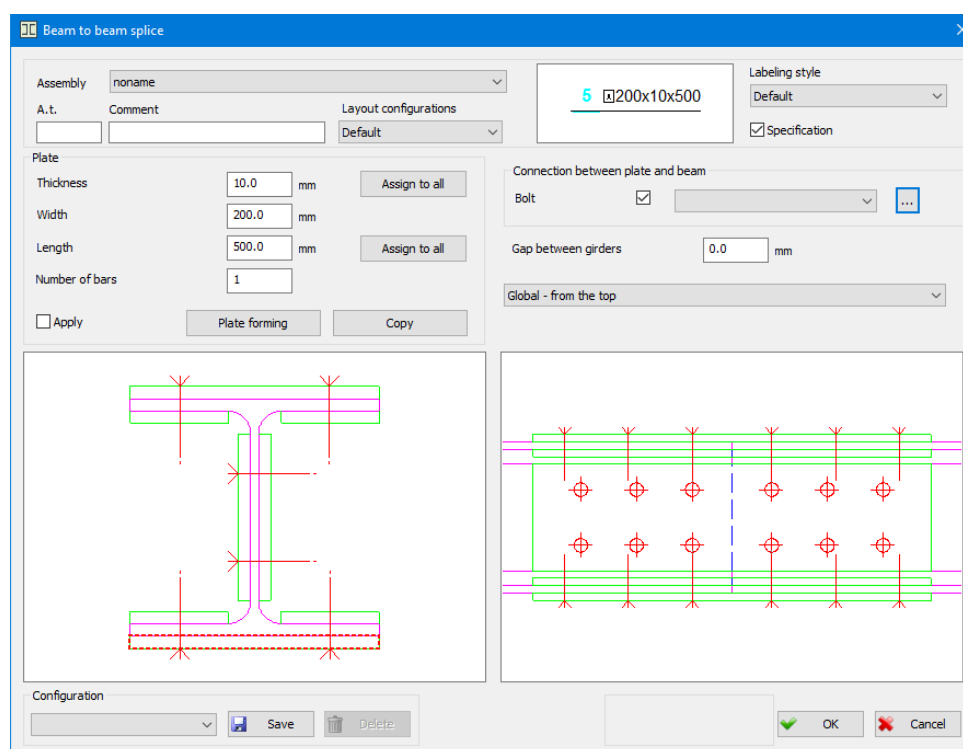 Beam to beam splice
Assembly noname
Labeling style
5 200x10x500
Default
A.t. Comment Layout configurations
Default
Specification
Plate
Thickness 10.0 mm Assign to all
Connection between plate and beam
Bolt ...
Width 200.0 mm
Length 500.0 mm Assign to all
Gap between girders 0.0 mm
Number of bars 1
Global - from the top
Apply Plate forming Copy
Configuration
Save Delete OK Cancel